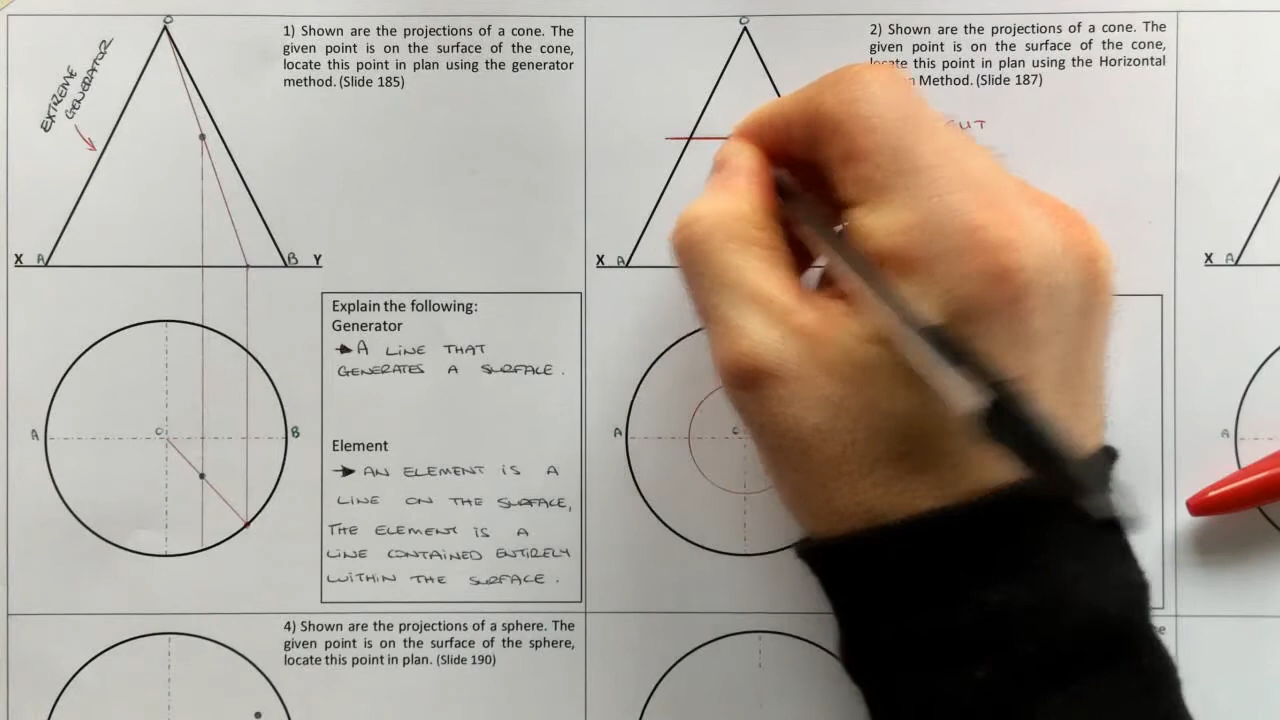 O
EXTREME
GENERATOR
1) Shown are the projections of a cone. The
given point is on the surface of the cone,
locate this point in plan using the generator
method. (Slide 185)
X A B Y
A O B
Explain the following:
Generator
→ A LINE THAT
GENERATES A SURFACE.
Element
→ AN ELEMENT IS A
LINE ON THE SURFACE,
THE ELEMENT IS A
LINE CONTAINED ENTIRELY
WITHIN THE SURFACE.
O
2) Shown are the projections of a cone. The
given point is on the surface of the cone,
locate this point in plan using the Horizontal
Method. (Slide 187)
X A
A
X A
A
4) Shown are the projections of a sphere. The
given point is on the surface of the sphere,
locate this point in plan. (Slide 190)